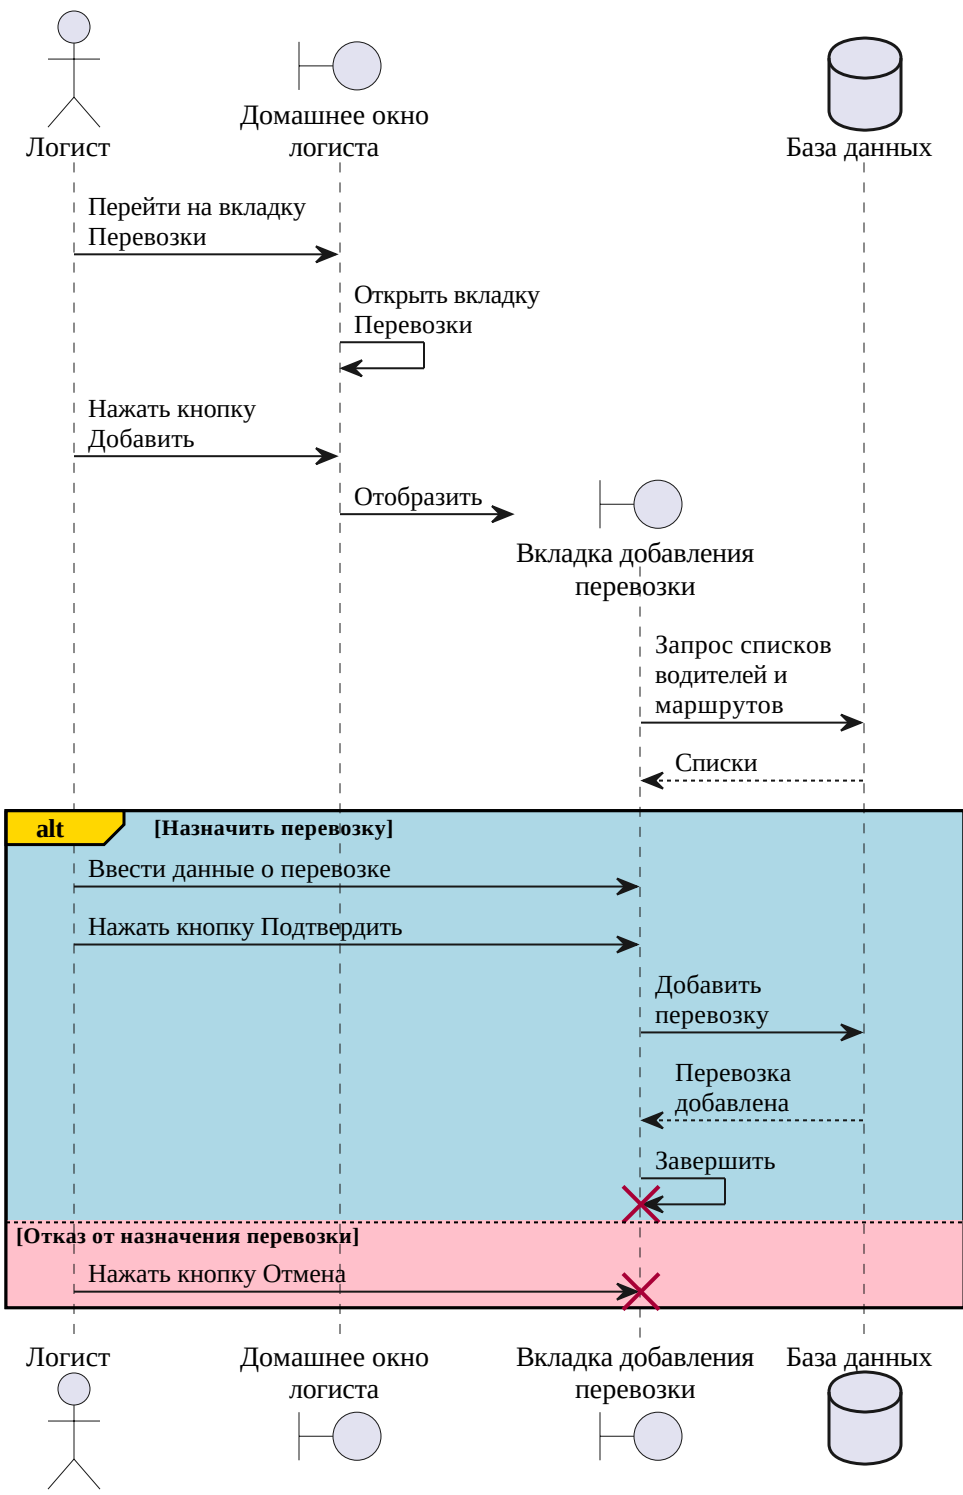 Логист
Домашнее окно
логиста
База данных
Перейти на вкладку
Перевозки
Открыть вкладку
Перевозки
Нажать кнопку
Добавить
Отобразить
Вкладка добавления
перевозки
Запрос списков
водителей и
маршрутов
Списки
alt [Назначить перевозку]
Ввести данные о перевозке
Нажать кнопку Подтвердить
Добавить
перевозку
Перевозка
добавлена
Завершить
[Отказ от назначения перевозки]
Нажать кнопку Отмена
Логист
Домашнее окно
логиста
Вкладка добавления
перевозки
База данных